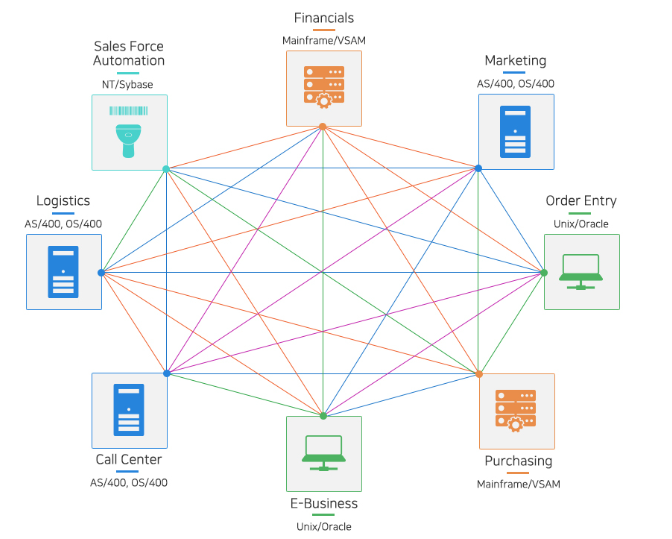 Financials
Mainframe/VSAM
Sales Force
Automation
NT/Sybase
Marketing
AS/400, OS/400
Logistics
AS/400, OS/400
Order Entry
Unix/Oracle
Call Center
AS/400, OS/400
E-Business
Unix/Oracle
Purchasing
Mainframe/VSAM